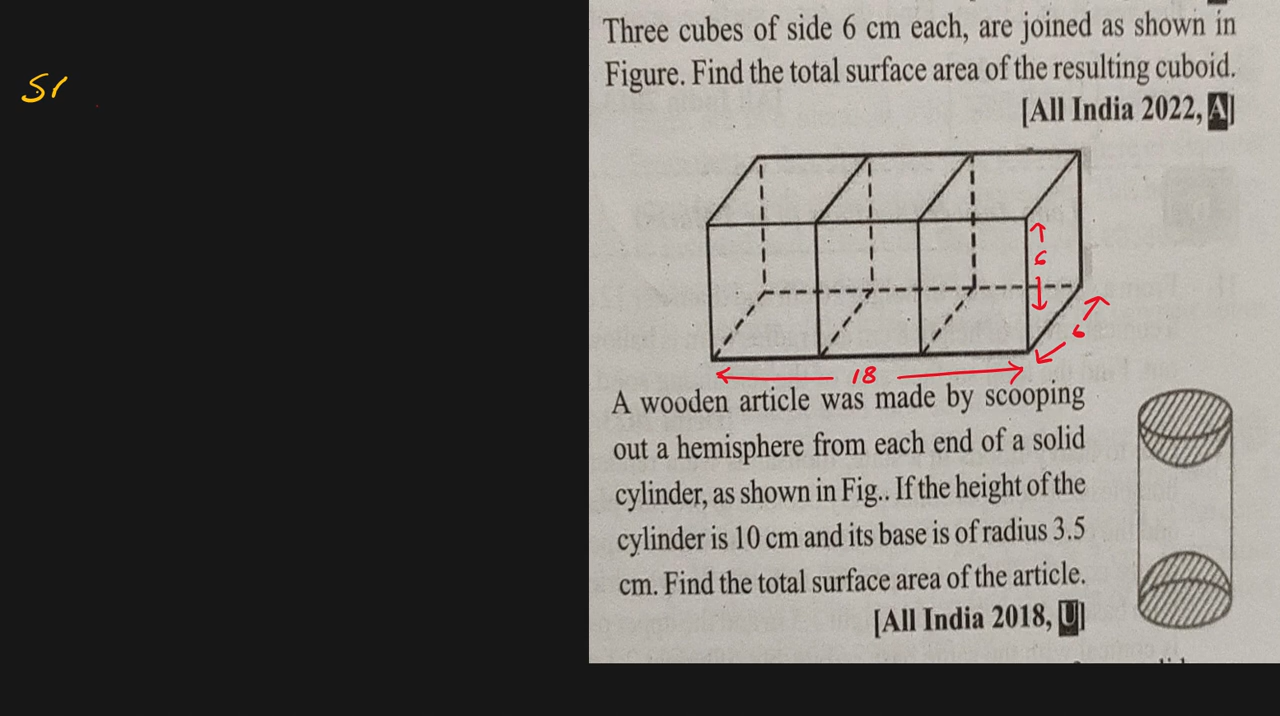 SA
Three cubes of side 6 cm each, are joined as shown in
Figure. Find the total surface area of the resulting cuboid.
[All India 2022, A]
6
6
18
A wooden article was made by scooping
out a hemisphere from each end of a solid
cylinder, as shown in Fig.. If the height of the
cylinder is 10 cm and its base is of radius 3.5
cm. Find the total surface area of the article.
[All India 2018, U]